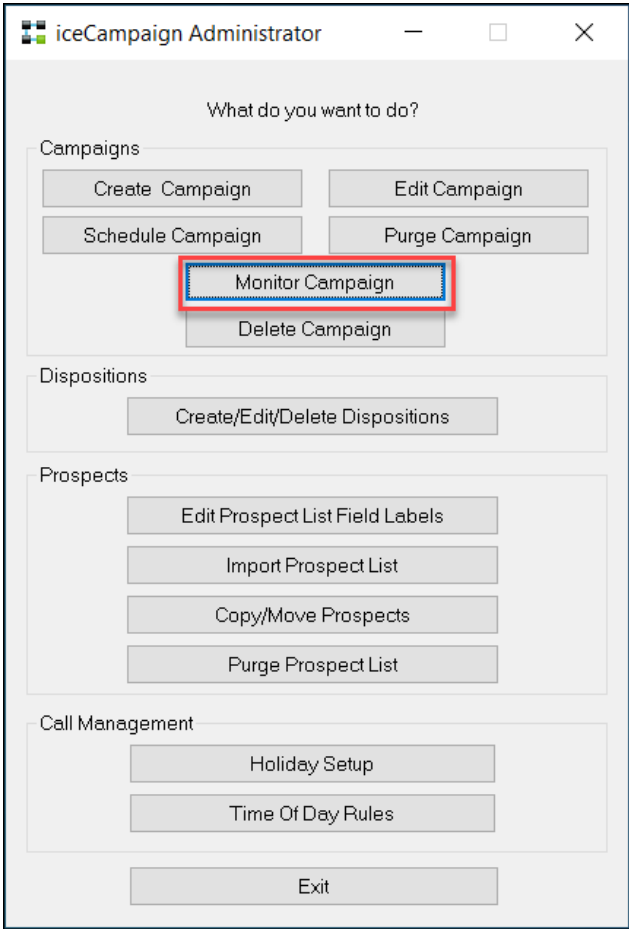 iceCampaign Administrator
What do you want to do?
Campaigns
Create Campaign
Edit Campaign
Schedule Campaign
Purge Campaign
Monitor Campaign
Delete Campaign
Dispositions
Create/Edit/Delete Dispositions
Prospects
Edit Prospect List Field Labels
Import Prospect List
Copy/Move Prospects
Purge Prospect List
Call Management
Holiday Setup
Time Of Day Rules
Exit